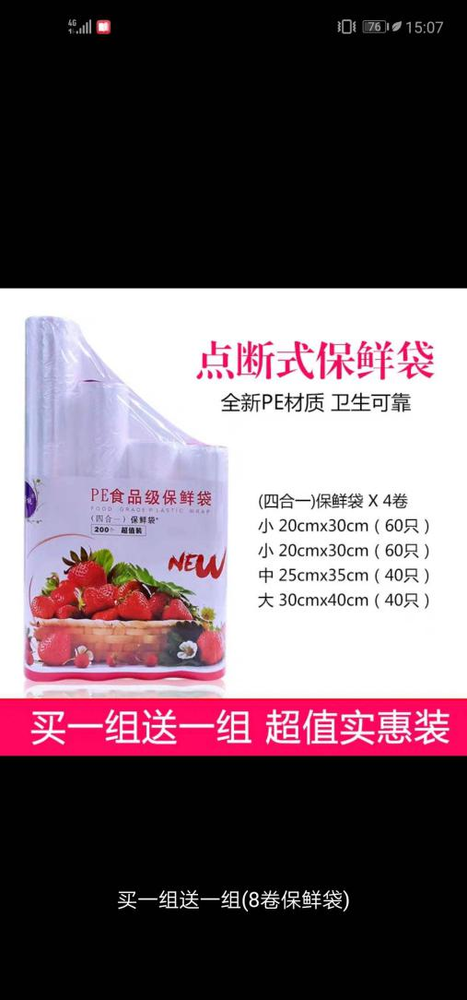 4G
76
15:07
点断式保鲜袋
全新PE材质 卫生可靠
PE食品级保鲜袋
FOOD GRADE PLASTIC WRAP
(四合一)保鲜袋
200个 超值装
NEW
(四合一)保鲜袋 X 4卷
小 20cmx30cm(60只)
小 20cmx30cm(60只)
中 25cmx35cm(40只)
大 30cmx40cm(40只)
买一组送一组 超值实惠装
买一组送一组(8卷保鲜袋)